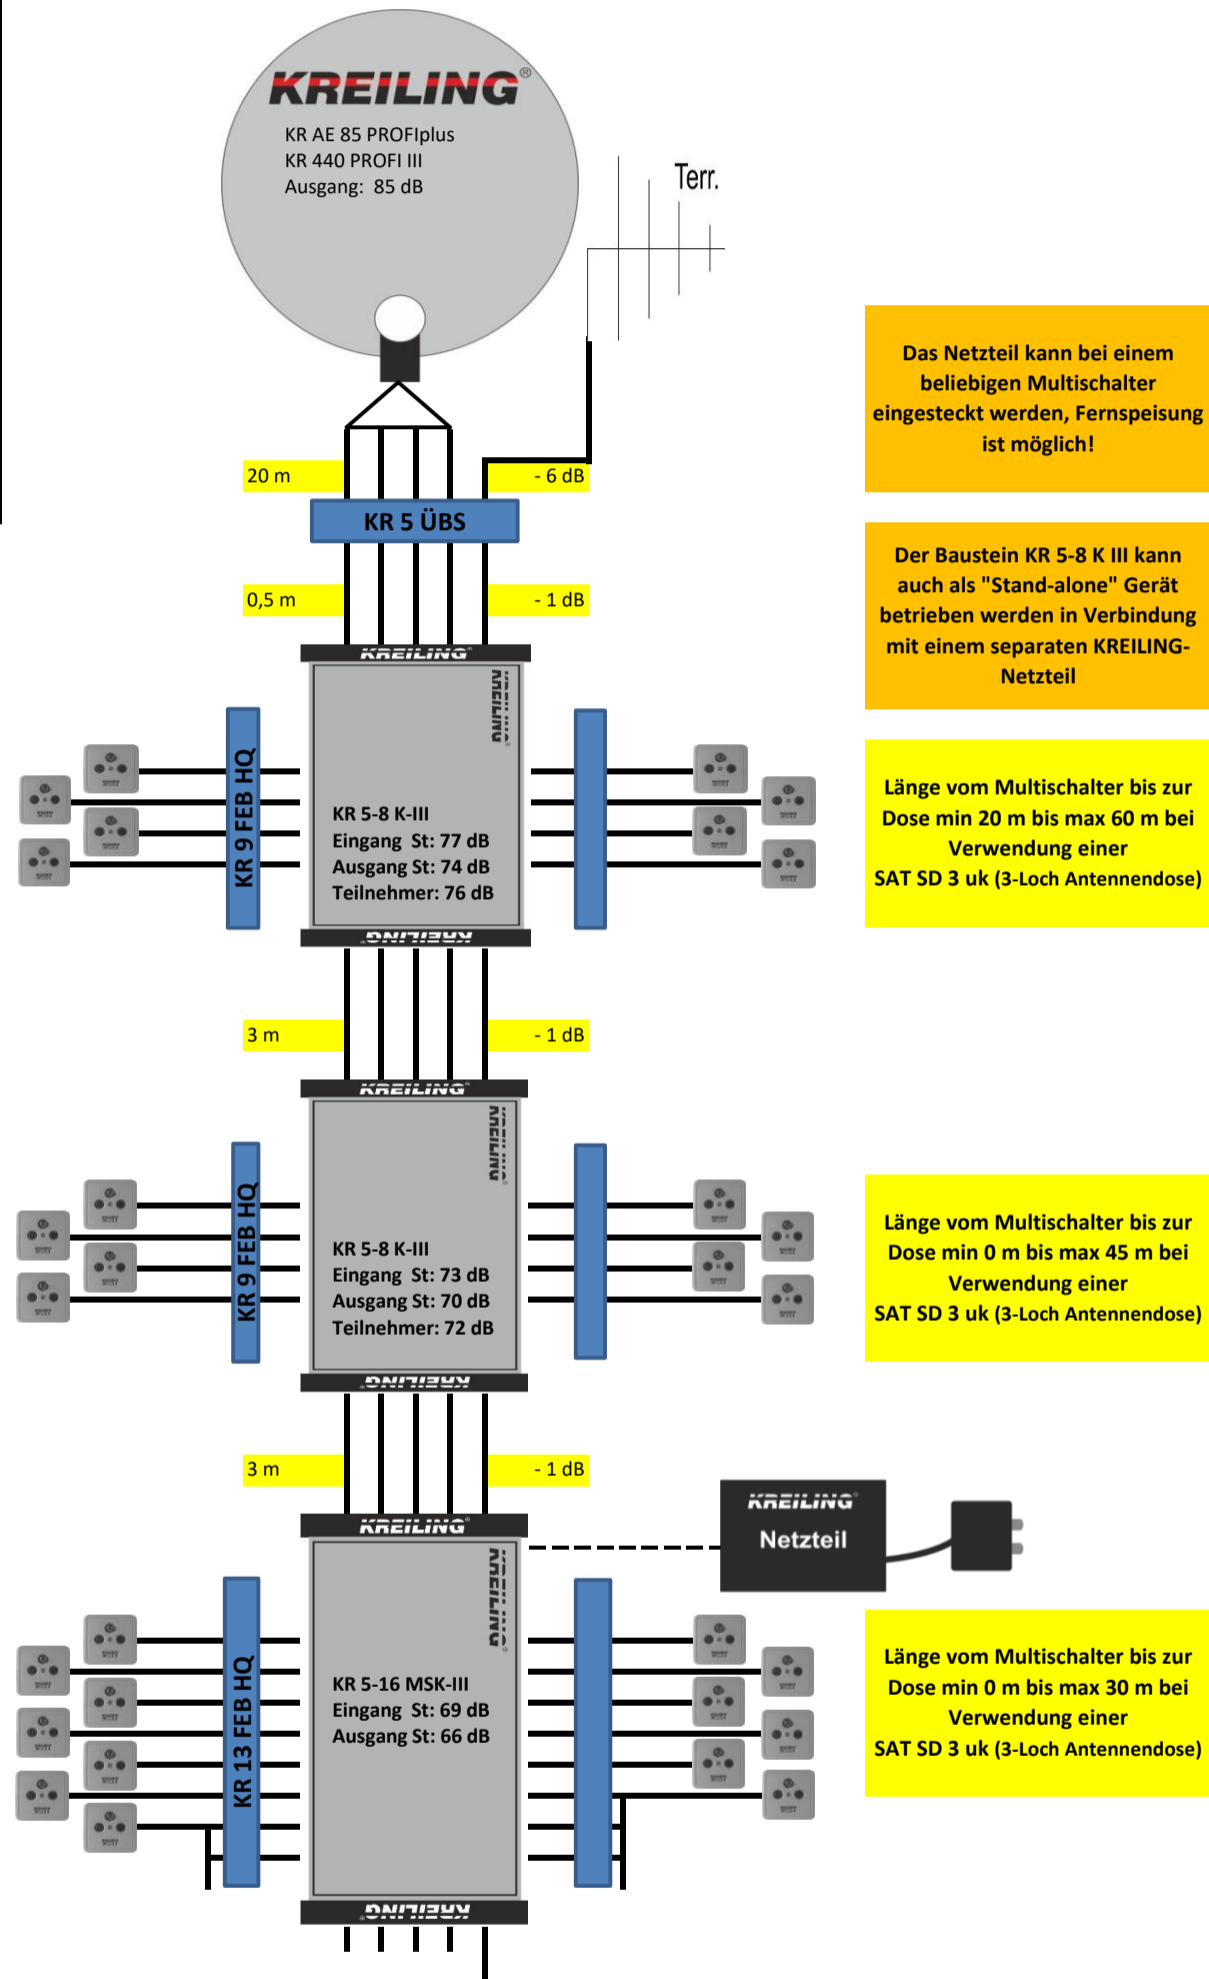 KREILING®
KR AE 85 PROFIplus
KR 440 PROFI III
Ausgang: 85 dB
Terr.
Das Netzteil kann bei einem
beliebigen Multischalter
eingesteckt werden, Fernspeisung
ist möglich!
20 m
- 6 dB
KR 5 ÜBS
Der Baustein KR 5-8 K III kann
auch als "Stand-alone" Gerät
betrieben werden in Verbindung
mit einem separaten KREILING-
Netzteil
0,5 m
- 1 dB
KREILING®
KREILING®
KR 9 FEB HQ
KR 5-8 K-III
Eingang St: 77 dB
Ausgang St: 74 dB
Teilnehmer: 76 dB
KREILING®
Länge vom Multischalter bis zur
Dose min 20 m bis max 60 m bei
Verwendung einer
SAT SD 3 uk (3-Loch Antennendose)
3 m
- 1 dB
KREILING®
KREILING®
KR 9 FEB HQ
KR 5-8 K-III
Eingang St: 73 dB
Ausgang St: 70 dB
Teilnehmer: 72 dB
KREILING®
Länge vom Multischalter bis zur
Dose min 0 m bis max 45 m bei
Verwendung einer
SAT SD 3 uk (3-Loch Antennendose)
3 m
- 1 dB
KREILING®
Netzteil
KREILING®
KREILING®
KR 13 FEB HQ
KR 5-16 MSK-III
Eingang St: 69 dB
Ausgang St: 66 dB
KREILING®
Länge vom Multischalter bis zur
Dose min 0 m bis max 30 m bei
Verwendung einer
SAT SD 3 uk (3-Loch Antennendose)